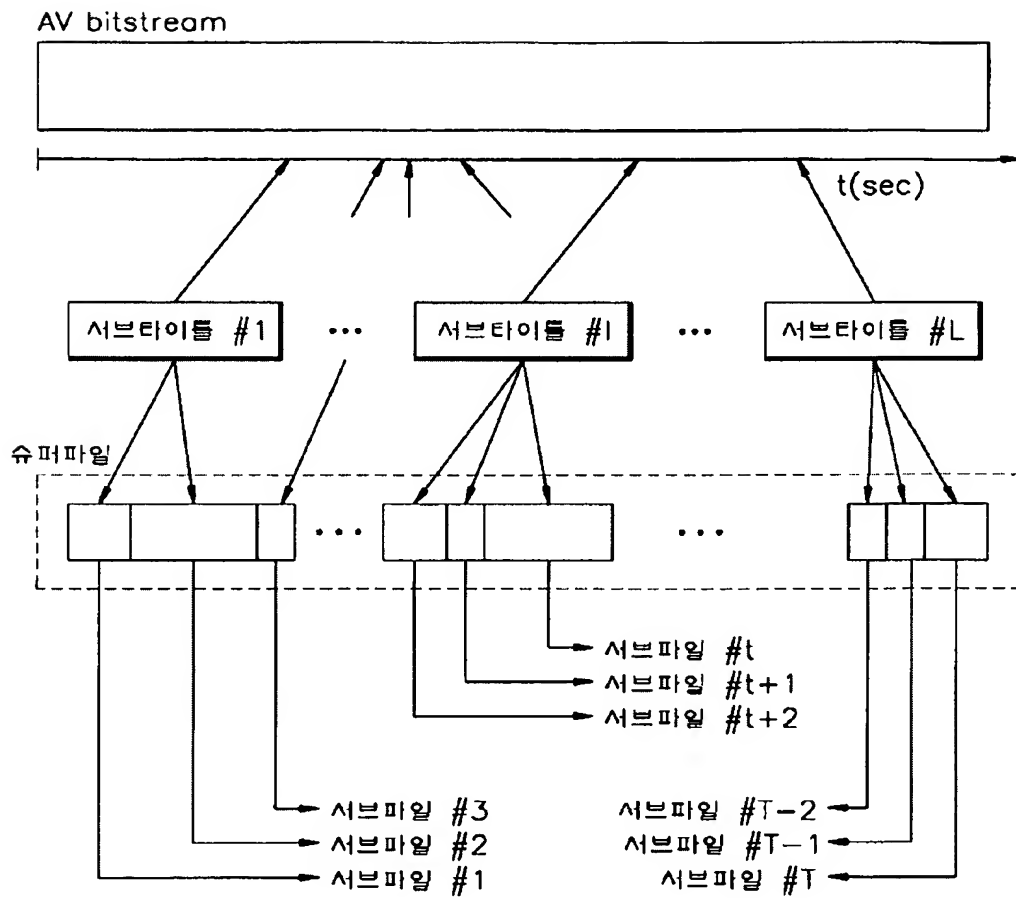 AV bitstream
t(sec)
서브타이틀 #1 ... 서브타이틀 #I ... 서브타이틀 #L
슈퍼파일
... ...
서브파일 #t
서브파일 #t+1
서브파일 #t+2
서브파일 #3
서브파일 #2
서브파일 #1
서브파일 #T-2
서브파일 #T-1
서브파일 #T